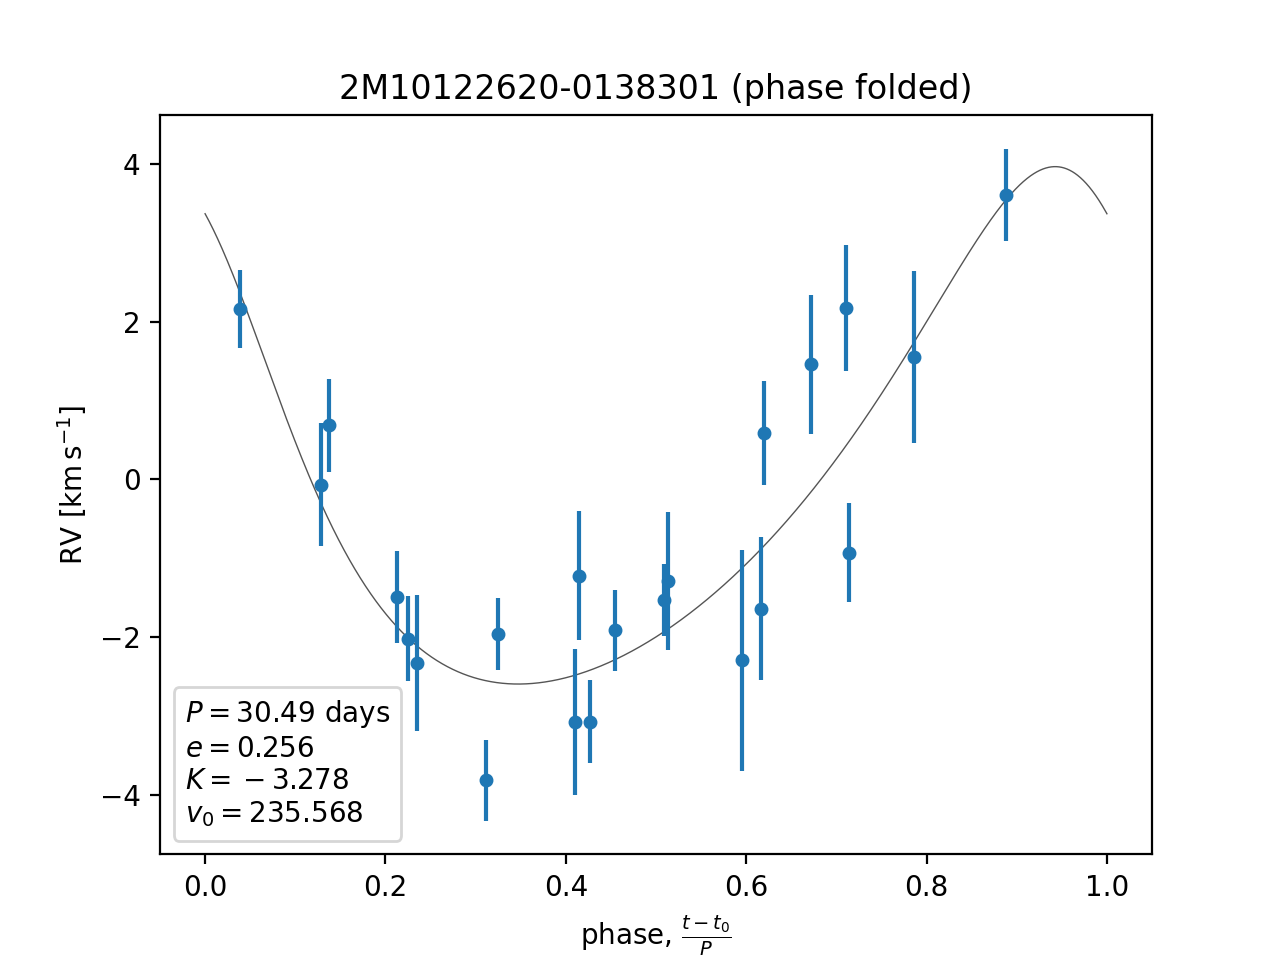 2M10122620-0138301 (phase folded)
4
2
0
−2
−4
RV [km s⁻¹]
P = 30.49 days
e = 0.256
K = −3.278
v₀ = 235.568
0.0 0.2 0.4 0.6 0.8 1.0
phase, (t − t₀)/P